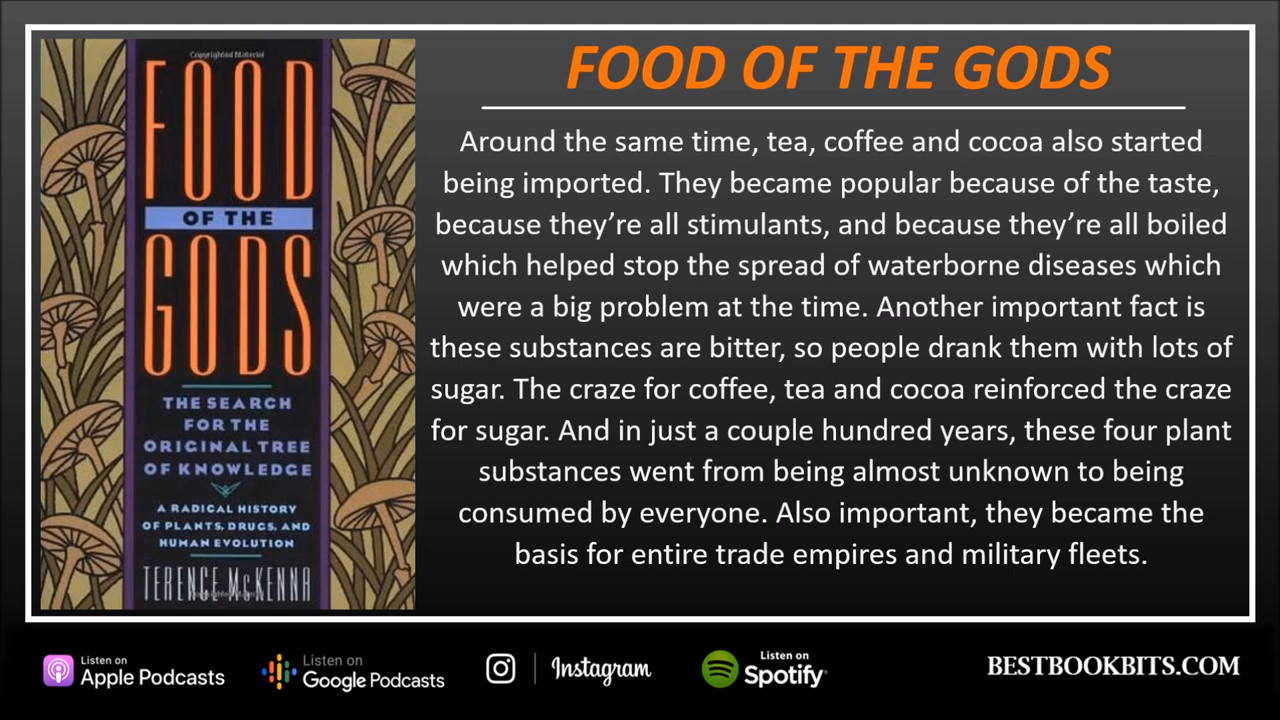 Copyrighted Material
FOOD
OF THE
GODS
THE SEARCH
FOR THE
ORIGINAL TREE
OF KNOWLEDGE
A RADICAL HISTORY
OF PLANTS, DRUGS, AND
HUMAN EVOLUTION
TERENCE McKENNA
FOOD OF THE GODS
Around the same time, tea, coffee and cocoa also started
being imported. They became popular because of the taste,
because they’re all stimulants, and because they’re all boiled
which helped stop the spread of waterborne diseases which
were a big problem at the time. Another important fact is
these substances are bitter, so people drank them with lots of
sugar. The craze for coffee, tea and cocoa reinforced the craze
for sugar. And in just a couple hundred years, these four plant
substances went from being almost unknown to being
consumed by everyone. Also important, they became the
basis for entire trade empires and military fleets.
Listen on
Apple Podcasts
Listen on
Google Podcasts
Instagram
Listen on
Spotify
BESTBOOKBITS.COM